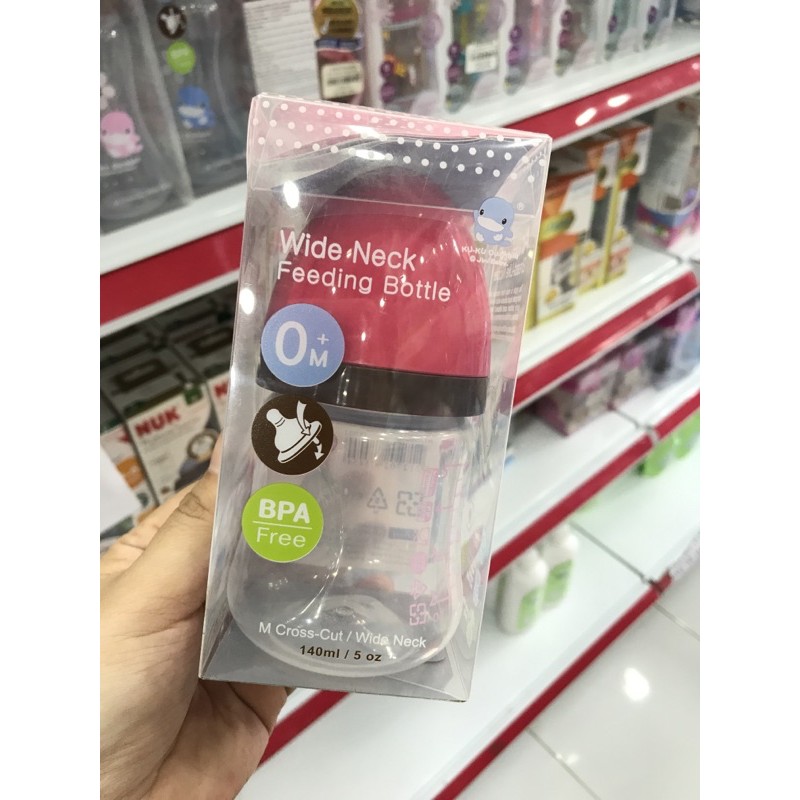 Wide Neck
Feeding Bottle
0+
M
BPA
Free
M Cross-Cut / Wide Neck
140ml / 5 oz
NUK